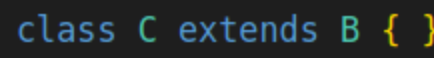 class C extends B { }